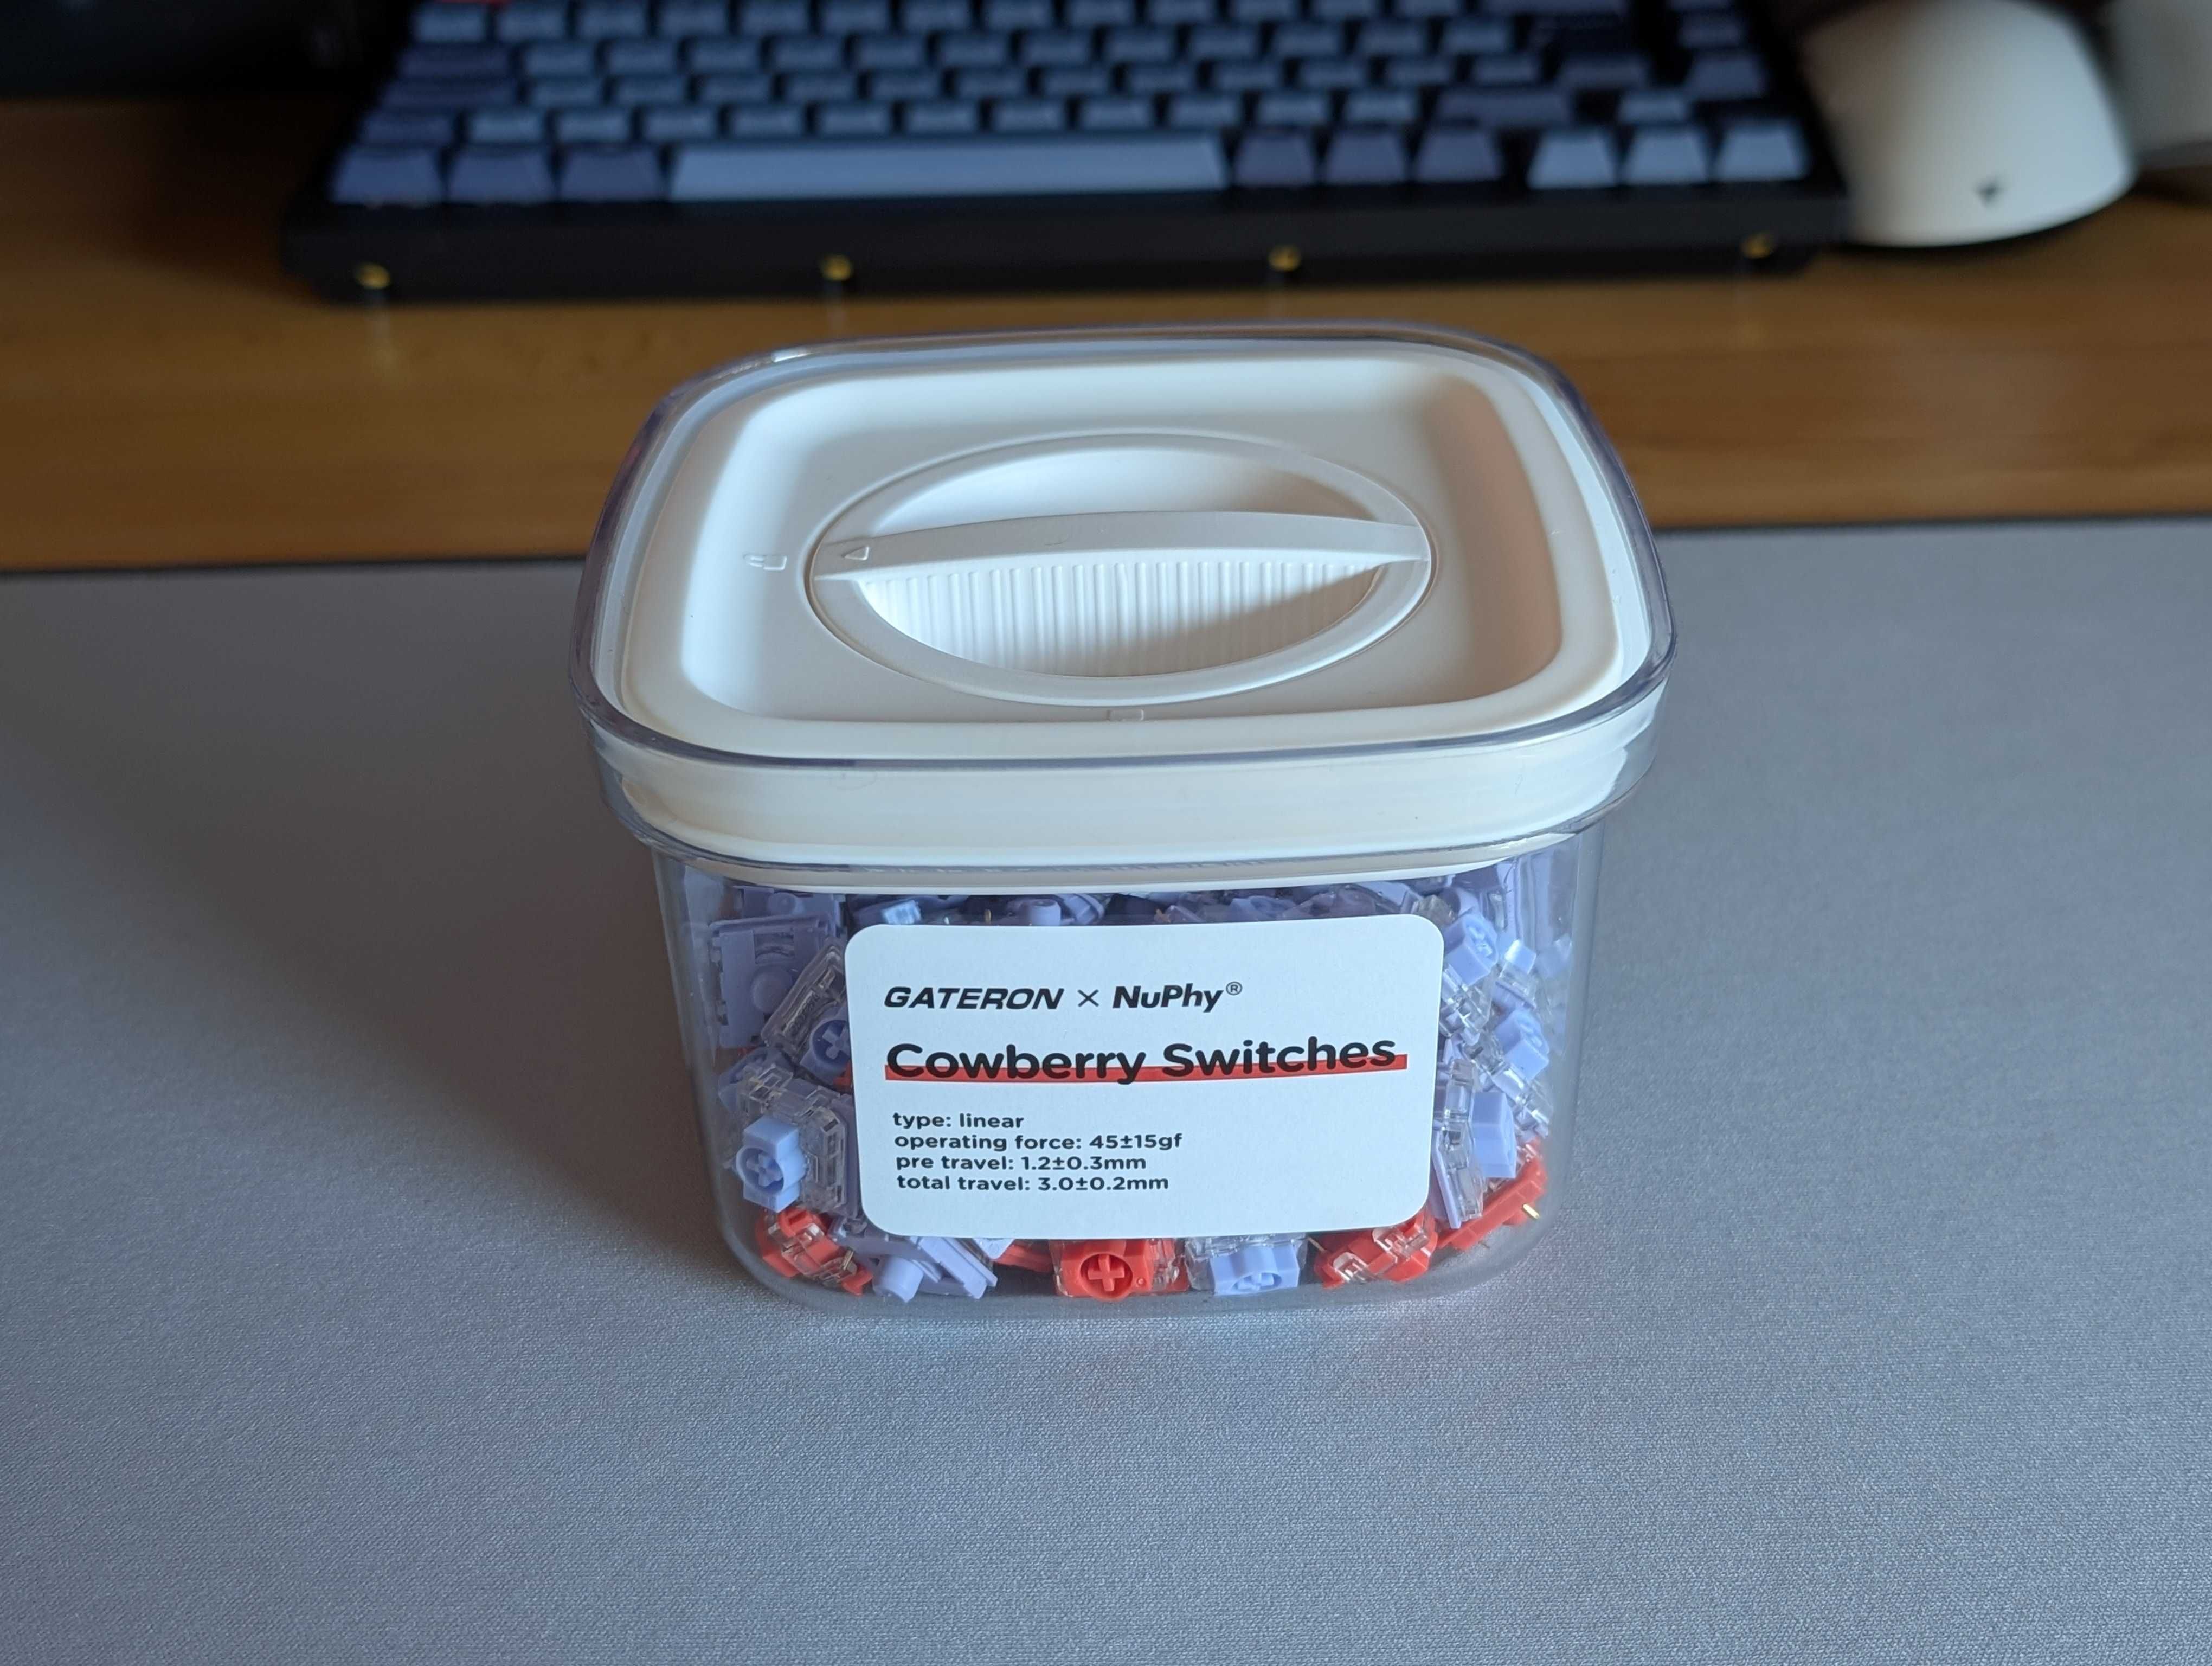 GATERON × NuPhy®
Cowberry Switches
type: linear
operating force: 45±15gf
pre travel: 1.2±0.3mm
total travel: 3.0±0.2mm